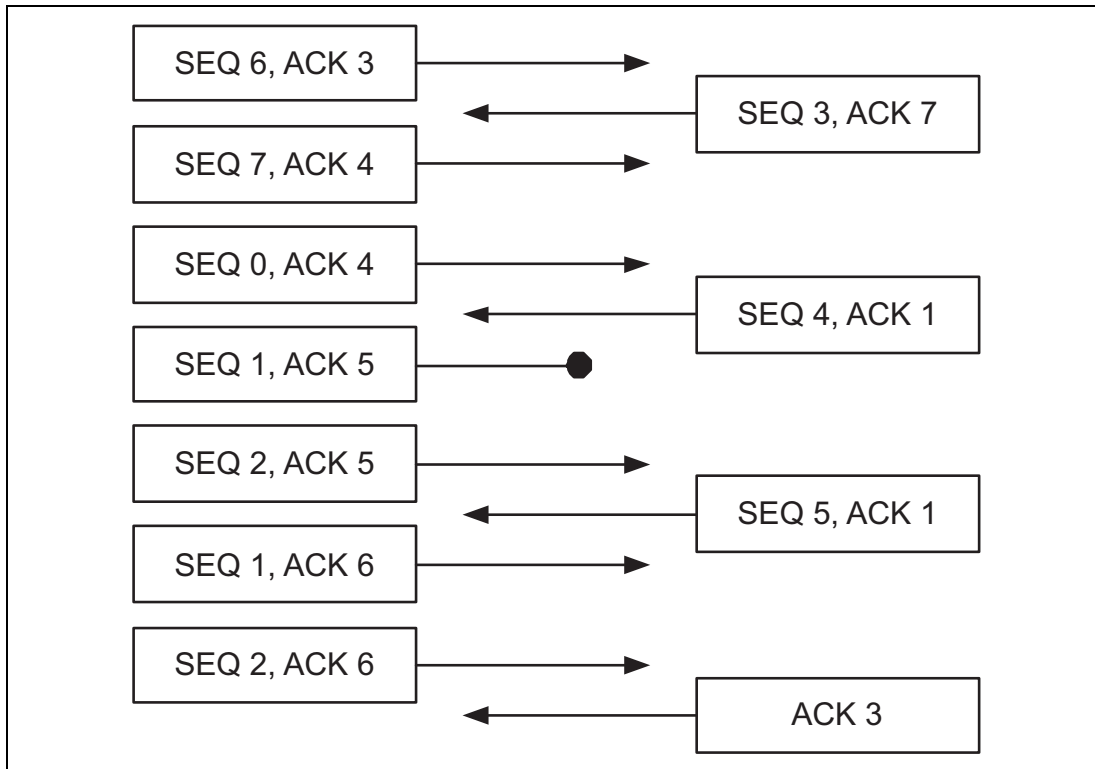 SEQ 6, ACK 3
SEQ 3, ACK 7
SEQ 7, ACK 4
SEQ 0, ACK 4
SEQ 4, ACK 1
SEQ 1, ACK 5
SEQ 2, ACK 5
SEQ 5, ACK 1
SEQ 1, ACK 6
SEQ 2, ACK 6
ACK 3